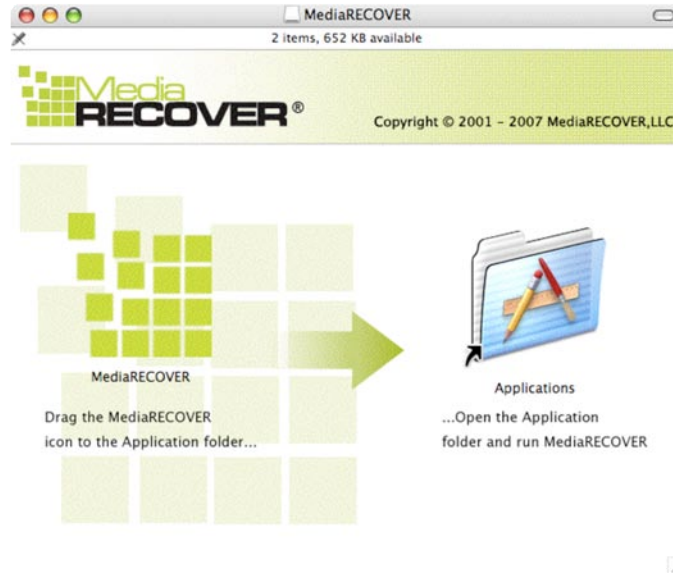 MediaRECOVER
2 items, 652 KB available
Media
RECOVER®
Copyright © 2001 – 2007 MediaRECOVER,LLC
MediaRECOVER
Drag the MediaRECOVER
icon to the Application folder...
Applications
...Open the Application
folder and run MediaRECOVER